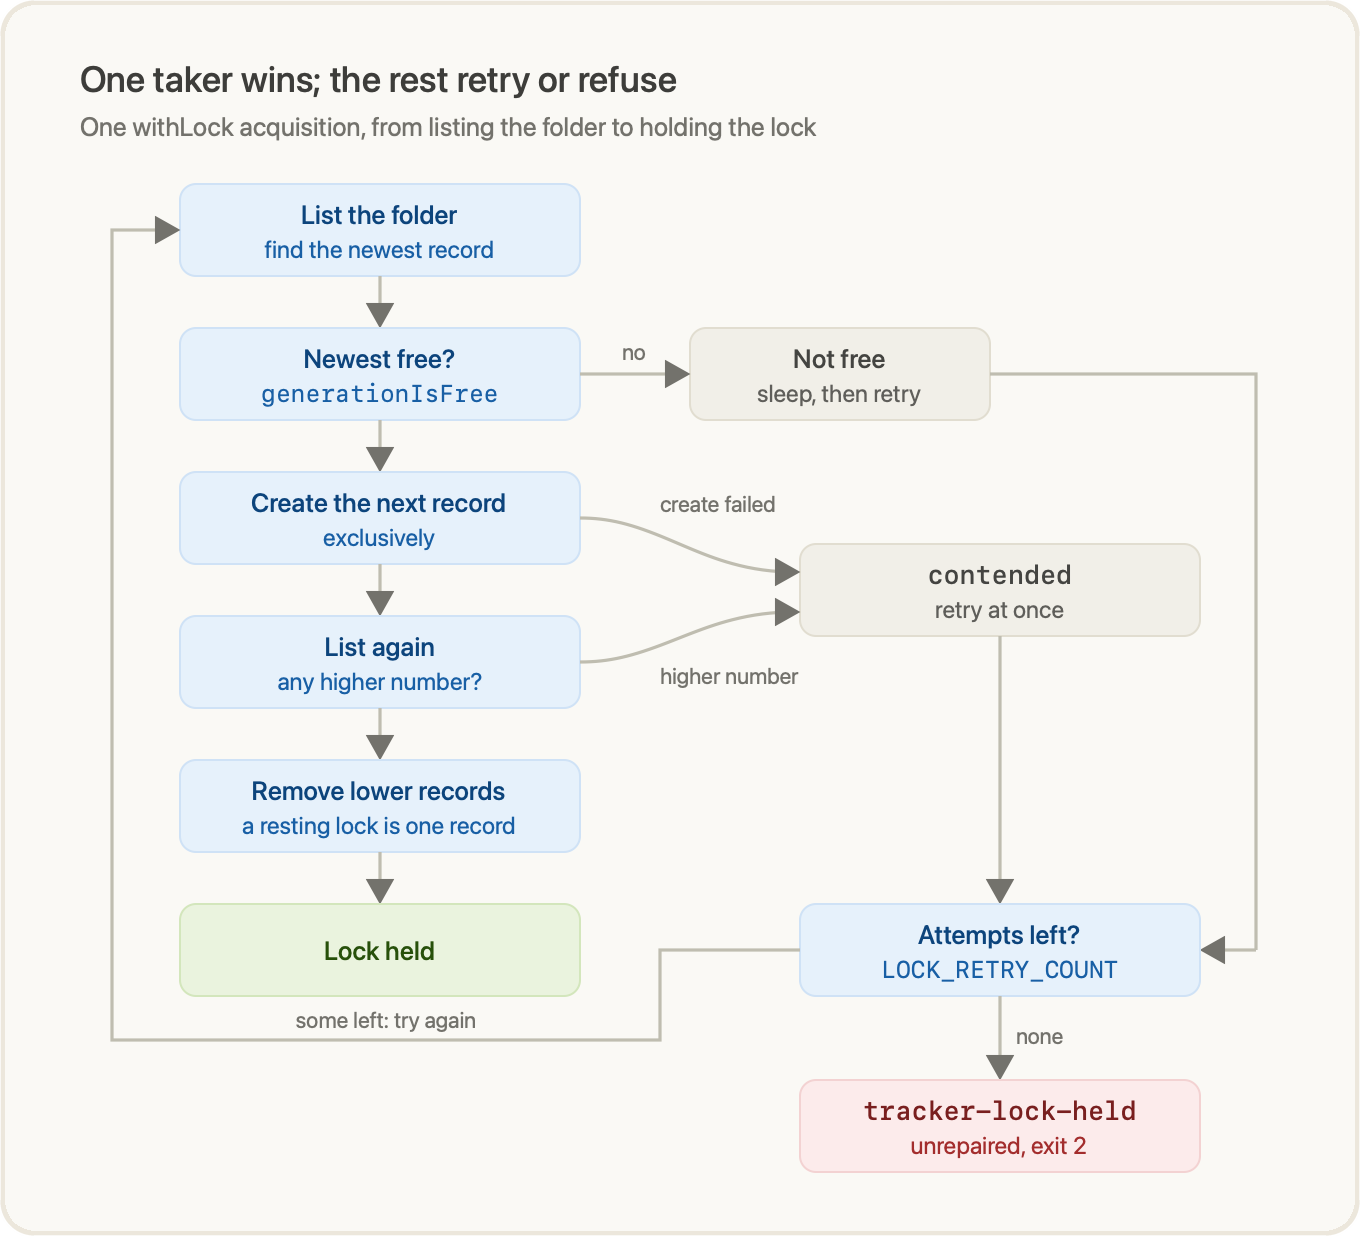 One taker wins; the rest retry or refuse
One withLock acquisition, from listing the folder to holding the lock
List the folder
find the newest record
Newest free?
generationIsFree
no
Not free
sleep, then retry
Create the next record
exclusively
create failed
contended
retry at once
List again
any higher number?
higher number
Remove lower records
a resting lock is one record
Lock held
Attempts left?
LOCK_RETRY_COUNT
some left: try again
none
tracker-lock-held
unrepaired, exit 2